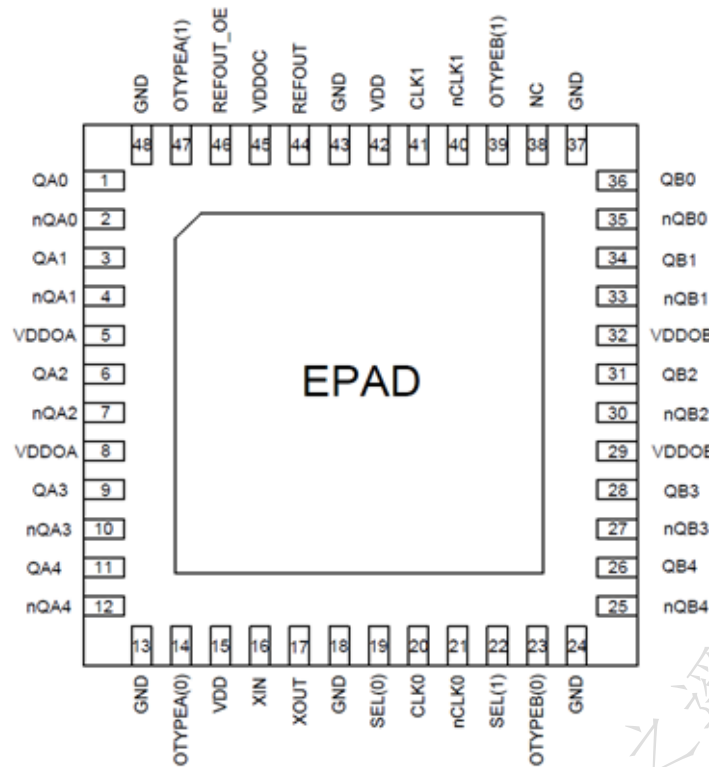 GND OTYPEA(1) REFOUT_OE VDDOC REFOUT GND VDD CLK1 nCLK1 OTYPEB(1) NC GND
48 47 46 45 44 43 42 41 40 39 38 37
QA0 1 36 QB0
nQA0 2 35 nQB0
QA1 3 34 QB1
nQA1 4 33 nQB1
VDDOA 5 32 VDDOB
QA2 6 31 QB2
EPAD
nQA2 7 30 nQB2
VDDOA 8 29 VDDOB
QA3 9 28 QB3
nQA3 10 27 nQB3
QA4 11 26 QB4
nQA4 12 25 nQB4
13 14 15 16 17 18 19 20 21 22 23 24
GND OTYPEA(0) VDD XIN XOUT GND SEL(0) CLK0 nCLK0 SEL(1) OTYPEB(0) GND